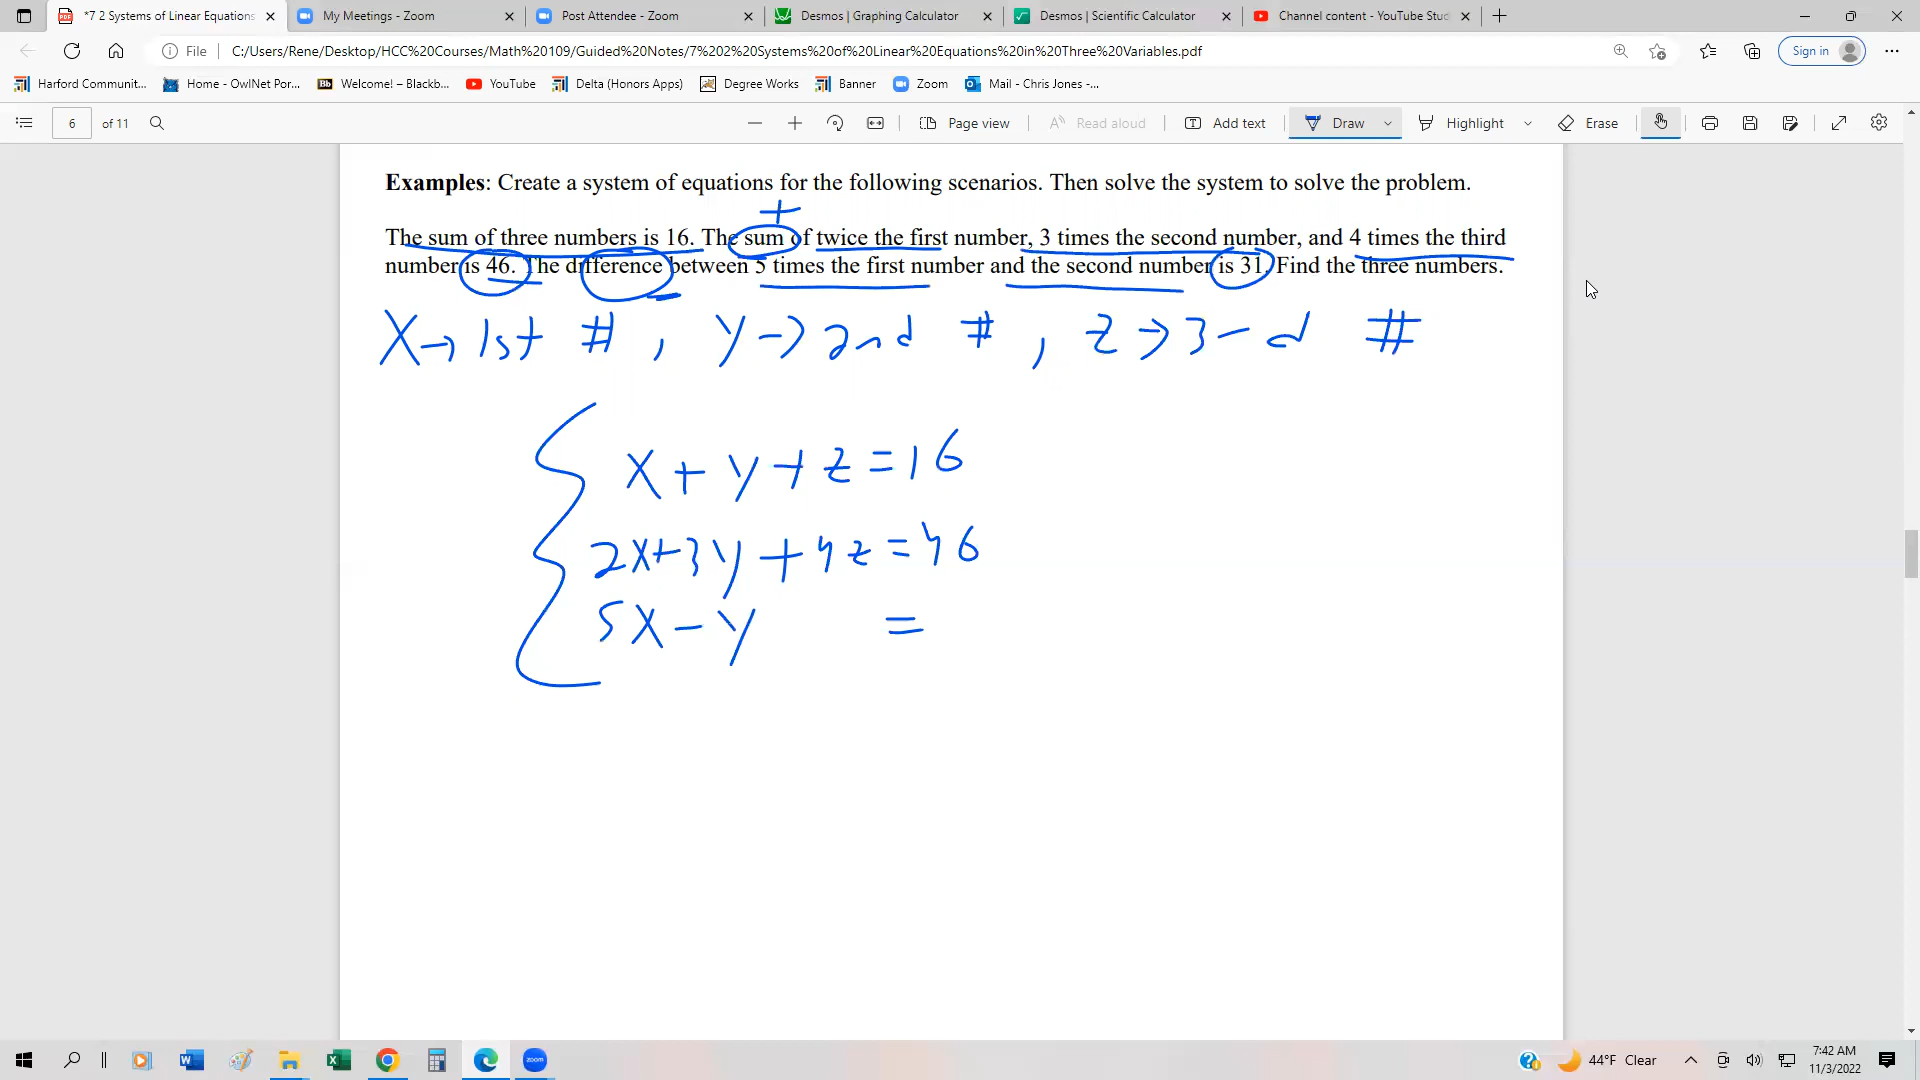 *7 2 Systems of Linear Equations
My Meetings - Zoom
Post Attendee - Zoom
Desmos | Graphing Calculator
Desmos | Scientific Calculator
Channel content - YouTube Stud
File
C:/Users/Rene/Desktop/HCC%20Courses/Math%20109/Guided%20Notes/7%202%20Systems%20of%20Linear%20Equations%20in%20Three%20Variables.pdf
Sign in
Harford Communit...
Home - OwlNet Por...
Bb Welcome! – Blackb...
YouTube
Delta (Honors Apps)
Degree Works
Banner
Zoom
Mail - Chris Jones -...
6 of 11
Page view
Read aloud
Add text
Draw
Highlight
Erase
Examples: Create a system of equations for the following scenarios. Then solve the system to solve the problem.
+
The sum of three numbers is 16. The sum of twice the first number, 3 times the second number, and 4 times the third
number is 46. The difference between 5 times the first number and the second number is 31. Find the three numbers.
X → 1st #, y → 2nd #, z → 3rd #
x + y + z = 16
2x + 3y + 4z = 46
5x - y =
zoom
44°F Clear
7:42 AM
11/3/2022